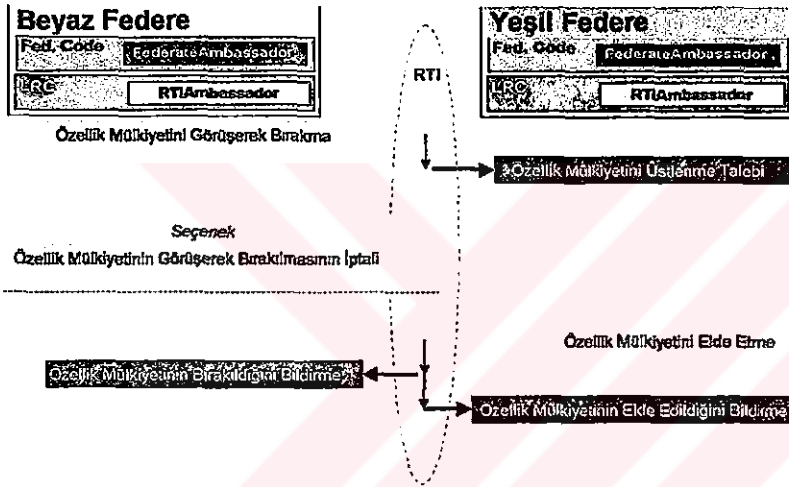 Beyaz Federe
Fed. Code
FederateAmbassador
LRC
RTIAmbassador
Özellik Mülkiyetini Görüşerek Bırakma
RTI
Yeşil Federe
Fed. Code
FederateAmbassador
LRC
RTIAmbassador
Özellik Mülkiyetini Üstlenme Talebi
Seçenek
Özellik Mülkiyetinin Görüşerek Bırakılmasının İptali
Özellik Mülkiyetini Elde Etme
Özellik Mülkiyetinin Bırakıldığını Bildirme
Özellik Mülkiyetinin Elde Edildiğini Bildirme
RTI